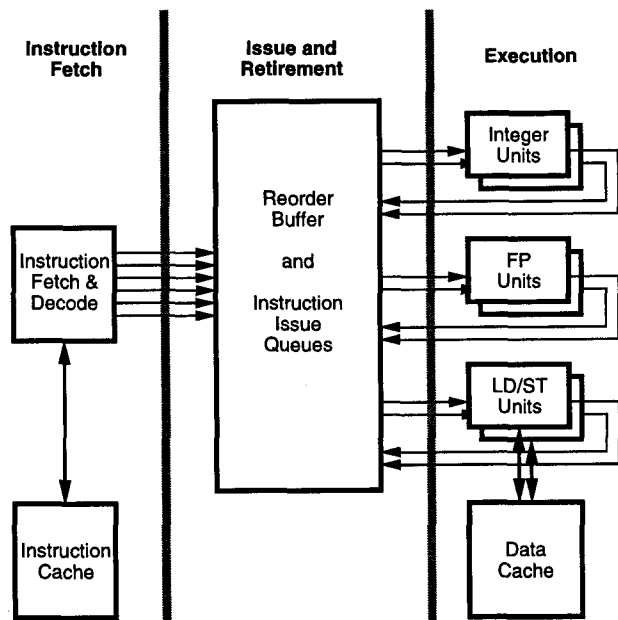 Instruction
Fetch
Issue and
Retirement
Execution
Instruction
Fetch &
Decode
Instruction
Cache
Reorder
Buffer
and
Instruction
Issue
Queues
Integer
Units
FP
Units
LD/ST
Units
Data
Cache